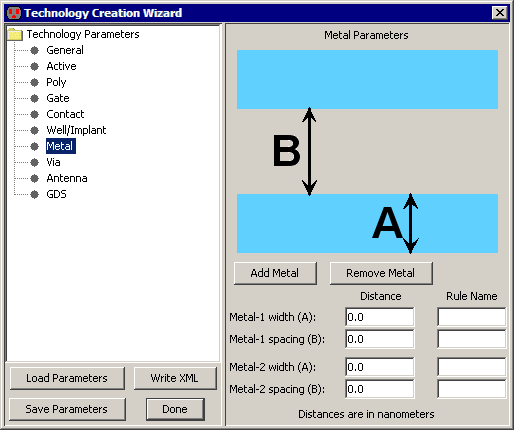 Technology Creation Wizard
Technology Parameters
General
Active
Poly
Gate
Contact
Well/Implant
Metal
Via
Antenna
GDS
Load Parameters
Write XML
Save Parameters
Done
Metal Parameters
B
A
Add Metal
Remove Metal
Distance
Rule Name
Metal-1 width (A):
0.0
Metal-1 spacing (B):
0.0
Metal-2 width (A):
0.0
Metal-2 spacing (B):
0.0
Distances are in nanometers